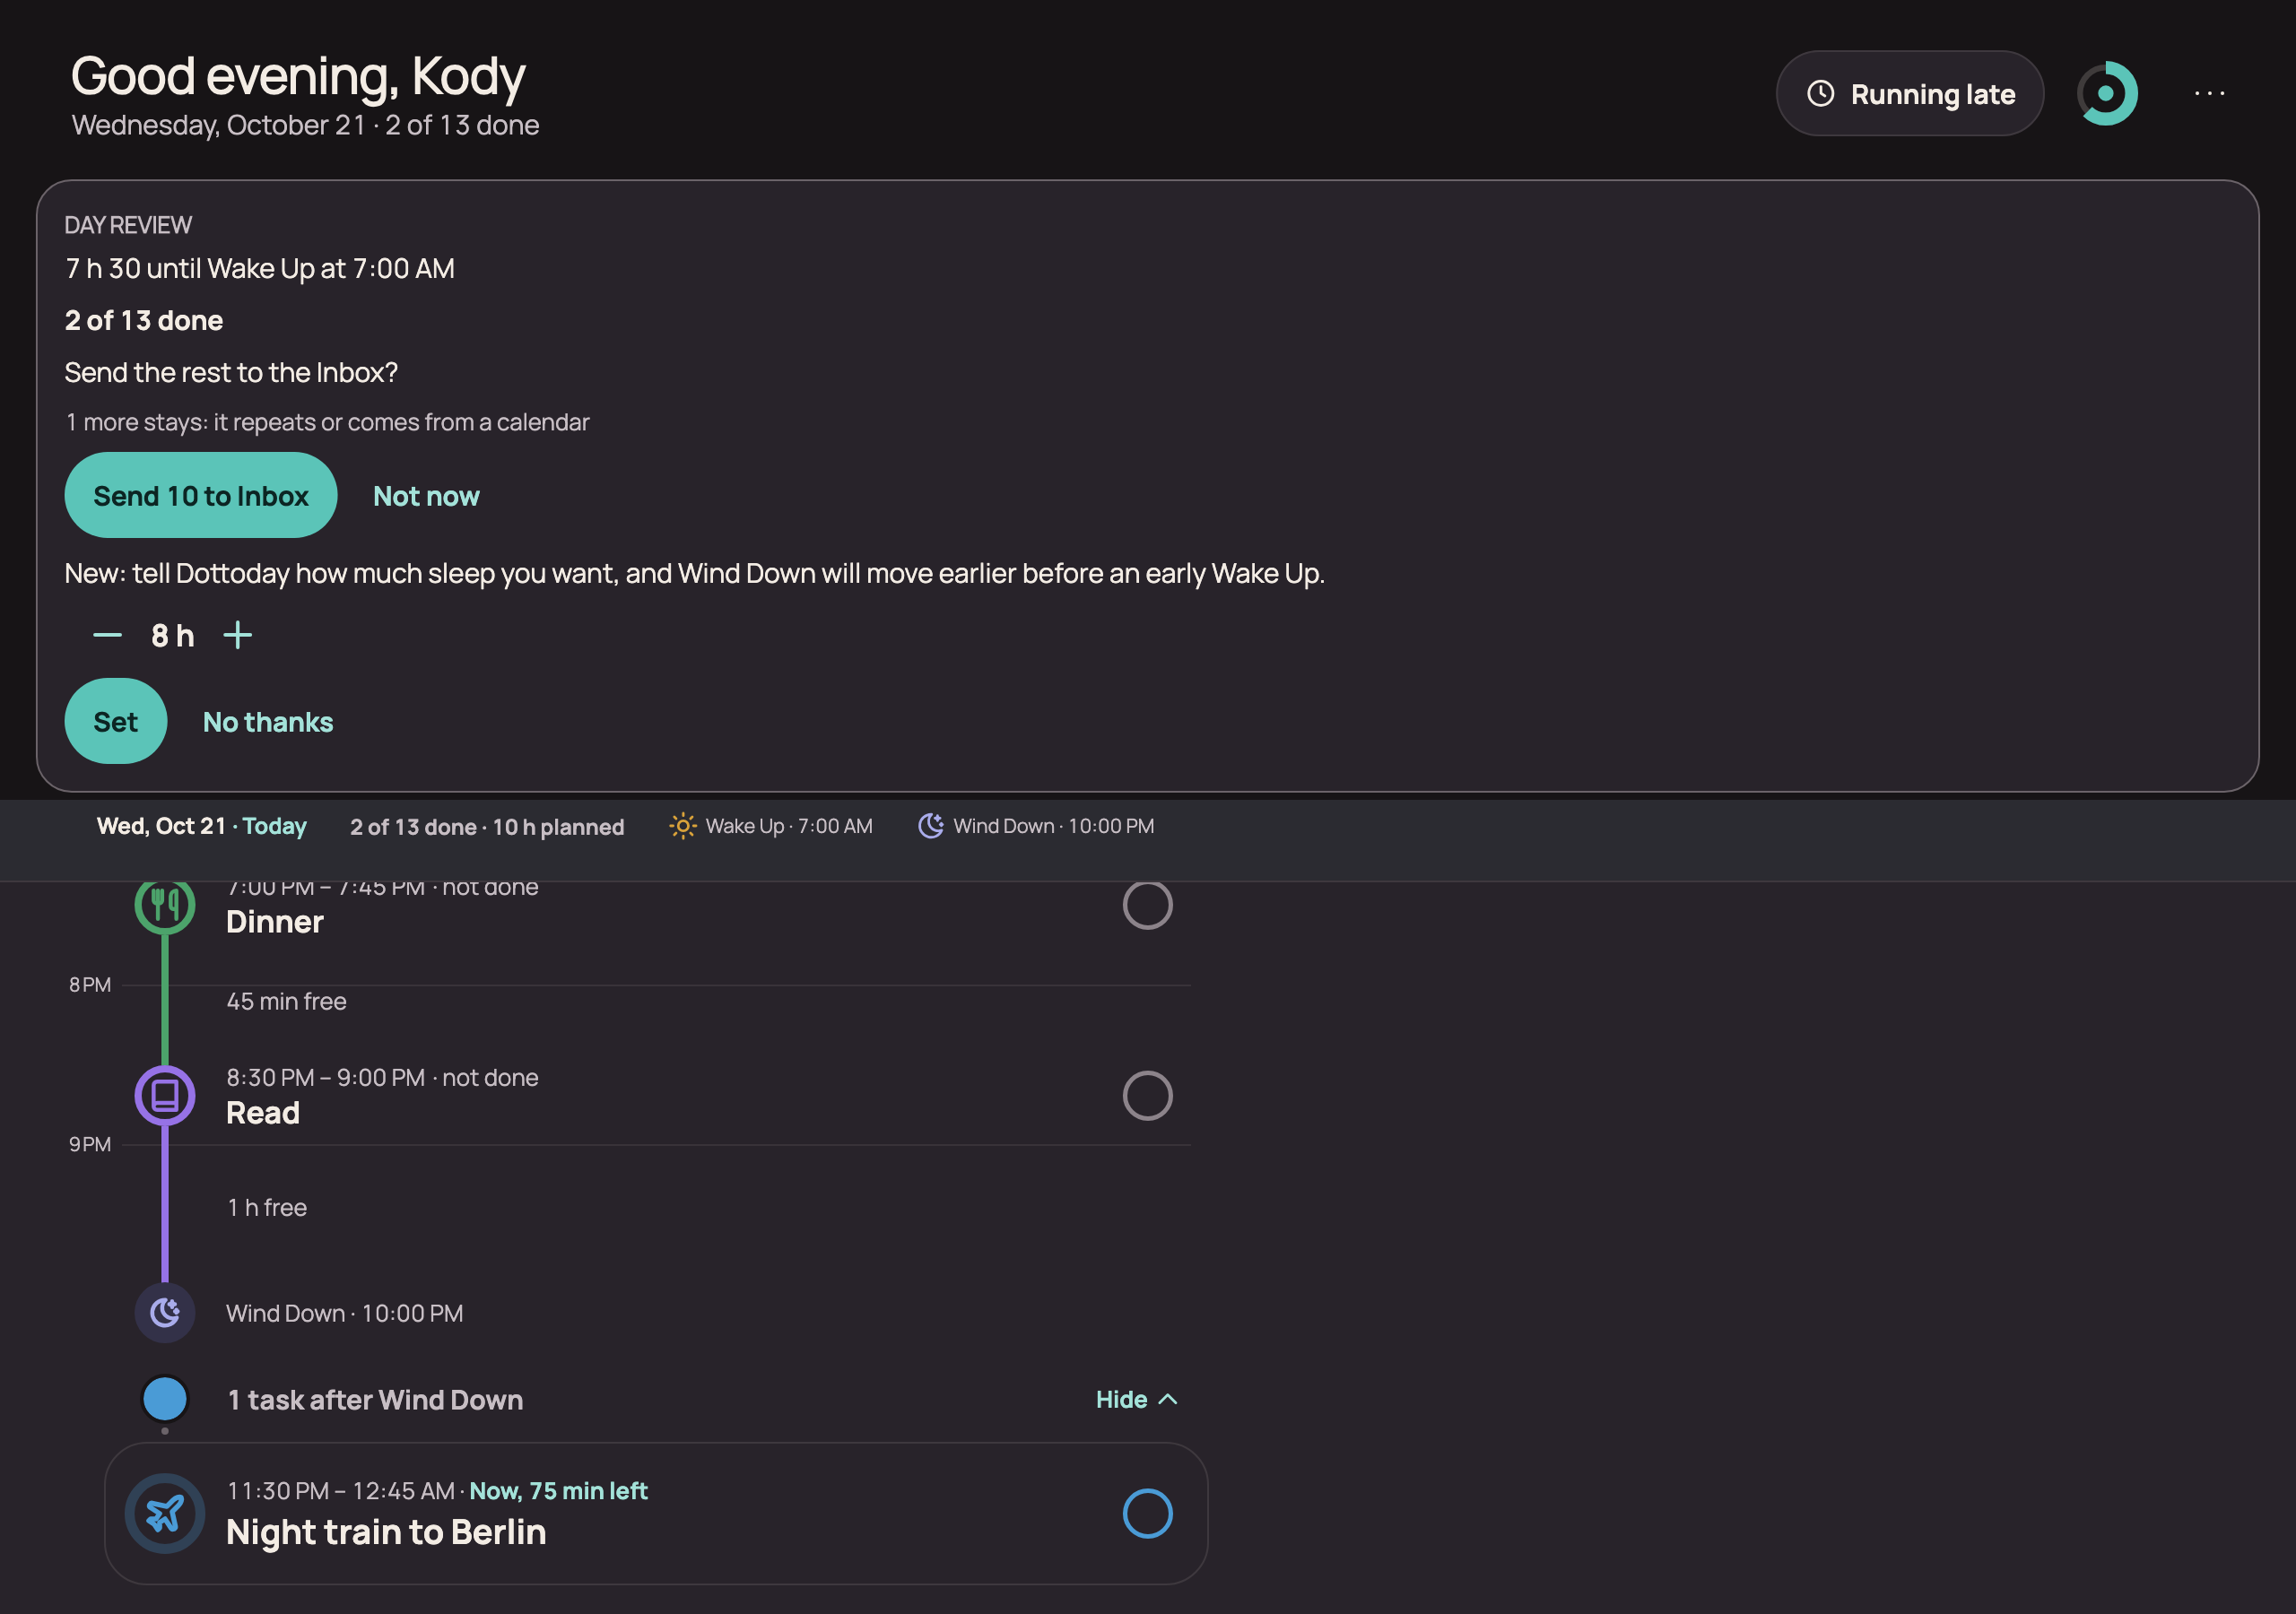 Good evening, Kody
Wednesday, October 21 · 2 of 13 done
Running late
DAY REVIEW
7 h 30 until Wake Up at 7:00 AM
2 of 13 done
Send the rest to the Inbox?
1 more stays: it repeats or comes from a calendar
Send 10 to Inbox
Not now
New: tell Dottoday how much sleep you want, and Wind Down will move earlier before an early Wake Up.
8 h
Set
No thanks
Wed, Oct 21 · Today
2 of 13 done · 10 h planned
Wake Up · 7:00 AM
Wind Down · 10:00 PM
7:00 PM – 7:45 PM · not done
Dinner
8 PM
45 min free
8:30 PM – 9:00 PM · not done
Read
9 PM
1 h free
Wind Down · 10:00 PM
1 task after Wind Down
Hide
11:30 PM – 12:45 AM · Now, 75 min left
Night train to Berlin